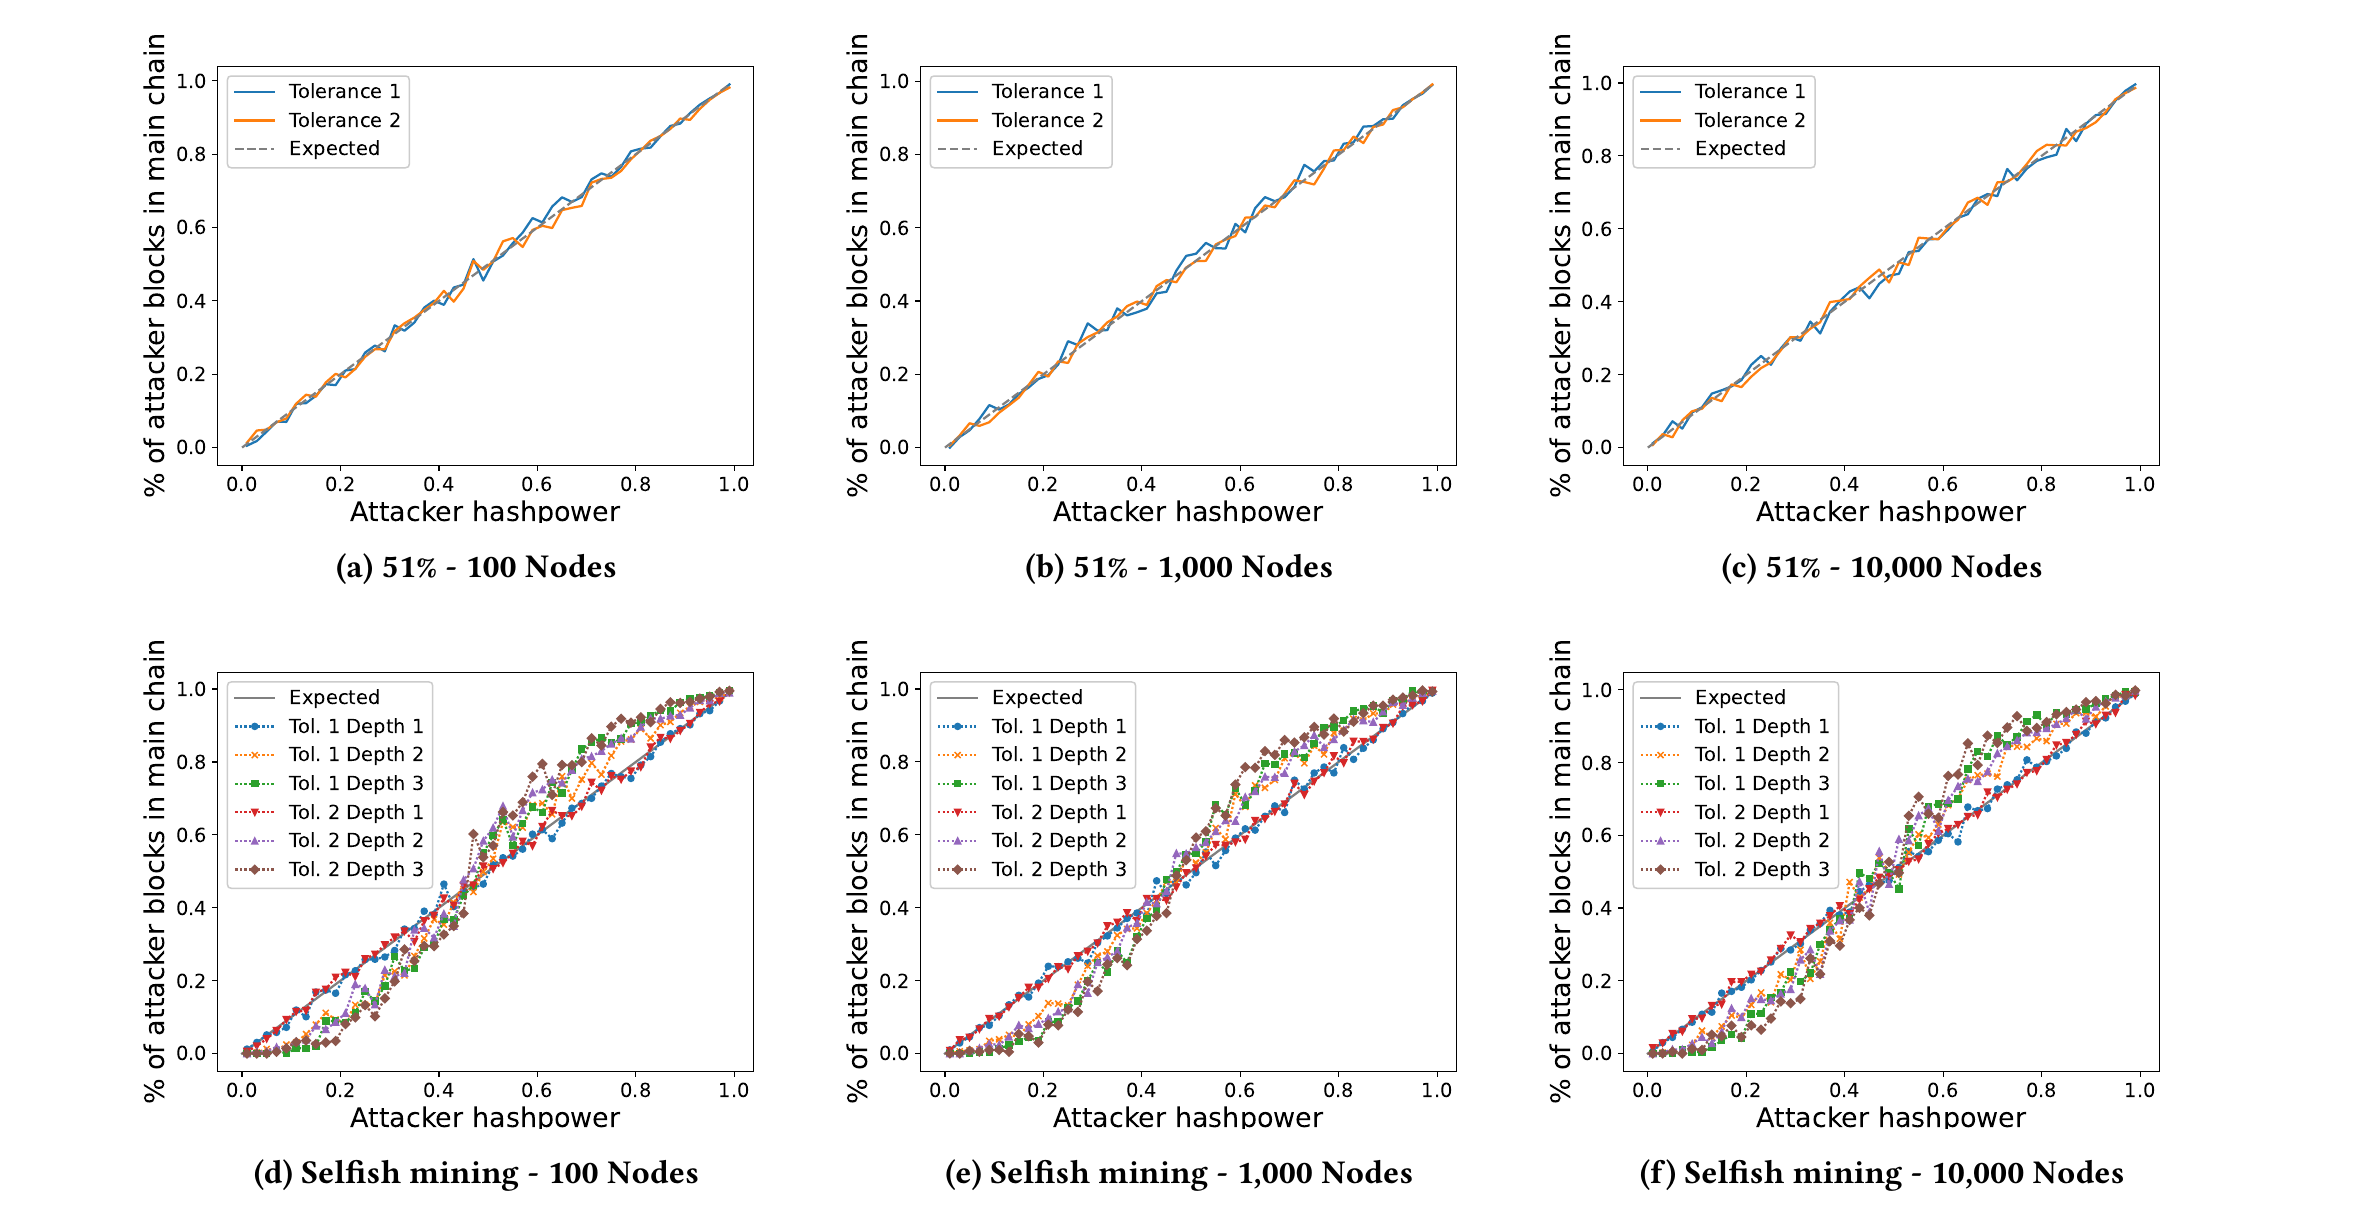 % of attacker blocks in main chain
1.0
0.8
0.6
0.4
0.2
0.0
Tolerance 1
Tolerance 2
Expected
0.0 0.2 0.4 0.6 0.8 1.0
Attacker hashpower
(a) 51% - 100 Nodes
% of attacker blocks in main chain
1.0
0.8
0.6
0.4
0.2
0.0
Tolerance 1
Tolerance 2
Expected
0.0 0.2 0.4 0.6 0.8 1.0
Attacker hashpower
(b) 51% - 1,000 Nodes
% of attacker blocks in main chain
1.0
0.8
0.6
0.4
0.2
0.0
Tolerance 1
Tolerance 2
Expected
0.0 0.2 0.4 0.6 0.8 1.0
Attacker hashpower
(c) 51% - 10,000 Nodes
% of attacker blocks in main chain
1.0
0.8
0.6
0.4
0.2
0.0
Expected
Tol. 1 Depth 1
Tol. 1 Depth 2
Tol. 1 Depth 3
Tol. 2 Depth 1
Tol. 2 Depth 2
Tol. 2 Depth 3
0.0 0.2 0.4 0.6 0.8 1.0
Attacker hashpower
(d) Selfish mining - 100 Nodes
% of attacker blocks in main chain
1.0
0.8
0.6
0.4
0.2
0.0
Expected
Tol. 1 Depth 1
Tol. 1 Depth 2
Tol. 1 Depth 3
Tol. 2 Depth 1
Tol. 2 Depth 2
Tol. 2 Depth 3
0.0 0.2 0.4 0.6 0.8 1.0
Attacker hashpower
(e) Selfish mining - 1,000 Nodes
% of attacker blocks in main chain
1.0
0.8
0.6
0.4
0.2
0.0
Expected
Tol. 1 Depth 1
Tol. 1 Depth 2
Tol. 1 Depth 3
Tol. 2 Depth 1
Tol. 2 Depth 2
Tol. 2 Depth 3
0.0 0.2 0.4 0.6 0.8 1.0
Attacker hashpower
(f) Selfish mining - 10,000 Nodes